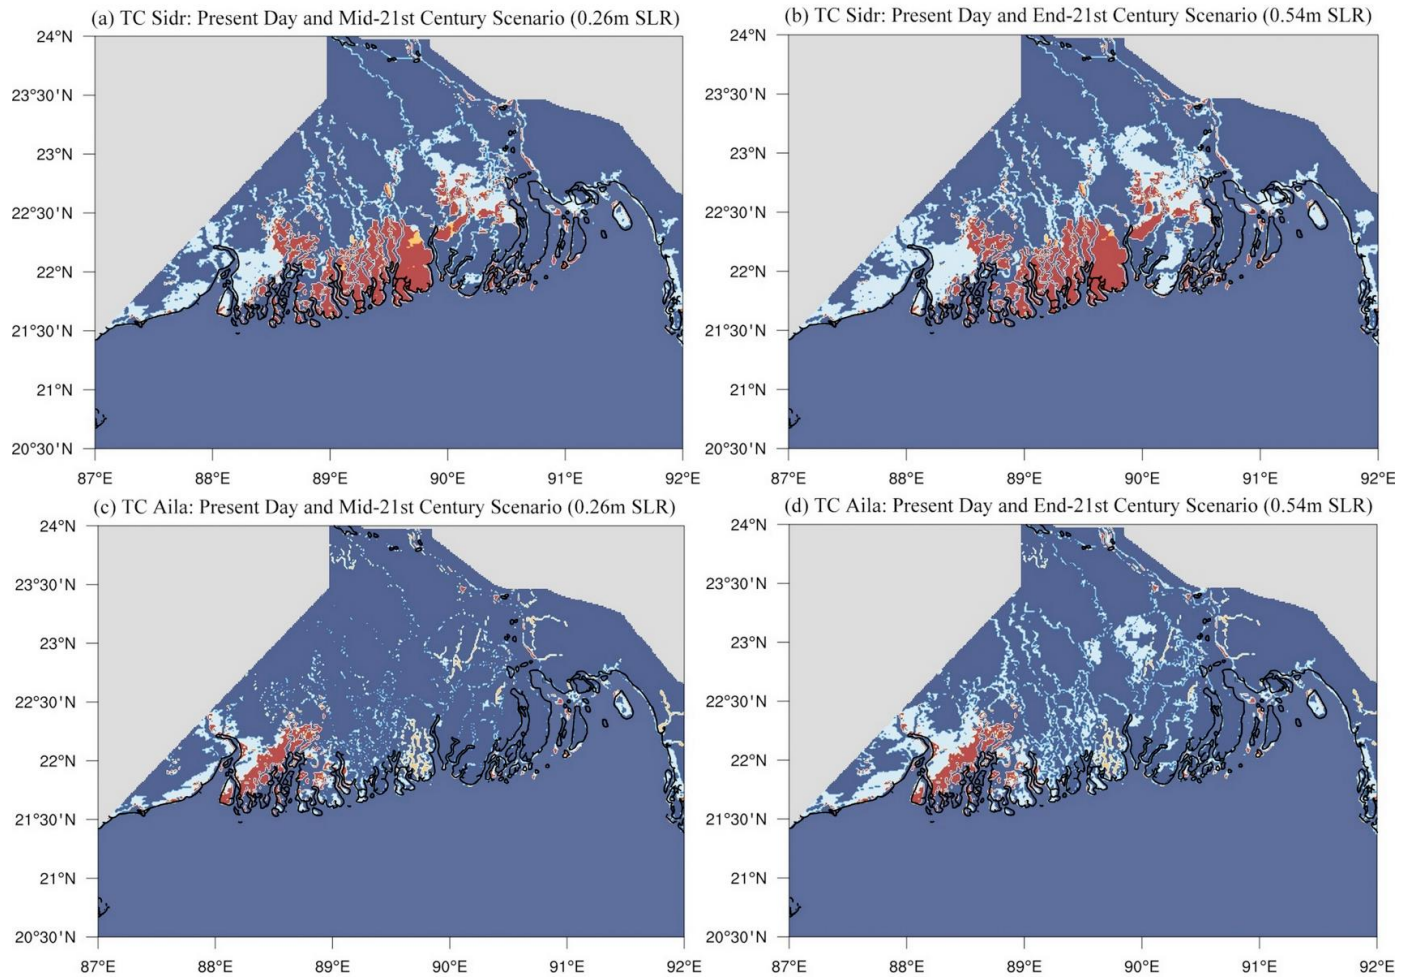 (a) TC Sidr: Present Day and Mid-21st Century Scenario (0.26m SLR)
24°N
23°30'N
23°N
22°30'N
22°N
21°30'N
21°N
20°30'N
87°E 88°E 89°E 90°E 91°E 92°E
(b) TC Sidr: Present Day and End-21st Century Scenario (0.54m SLR)
24°N
23°30'N
23°N
22°30'N
22°N
21°30'N
21°N
20°30'N
87°E 88°E 89°E 90°E 91°E 92°E
(c) TC Aila: Present Day and Mid-21st Century Scenario (0.26m SLR)
24°N
23°30'N
23°N
22°30'N
22°N
21°30'N
21°N
20°30'N
87°E 88°E 89°E 90°E 91°E 92°E
(d) TC Aila: Present Day and End-21st Century Scenario (0.54m SLR)
24°N
23°30'N
23°N
22°30'N
22°N
21°30'N
21°N
20°30'N
87°E 88°E 89°E 90°E 91°E 92°E